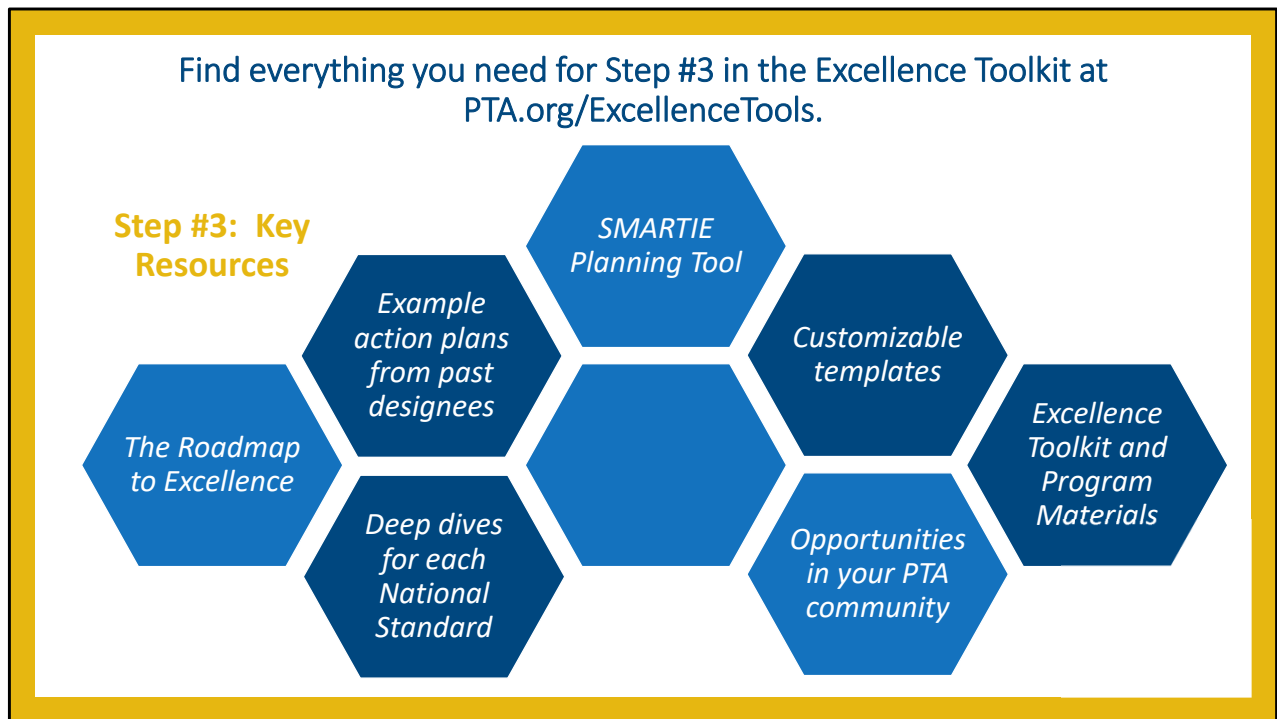 Find everything you need for Step #3 in the Excellence Toolkit at
PTA.org/ExcellenceTools.
Step #3:  Key
Resources
The Roadmap
to Excellence
Example
action plans
from past
designees
Deep dives
for each
National
Standard
SMARTIE
Planning Tool
Customizable
templates
Opportunities
in your PTA
community
Excellence
Toolkit and
Program
Materials